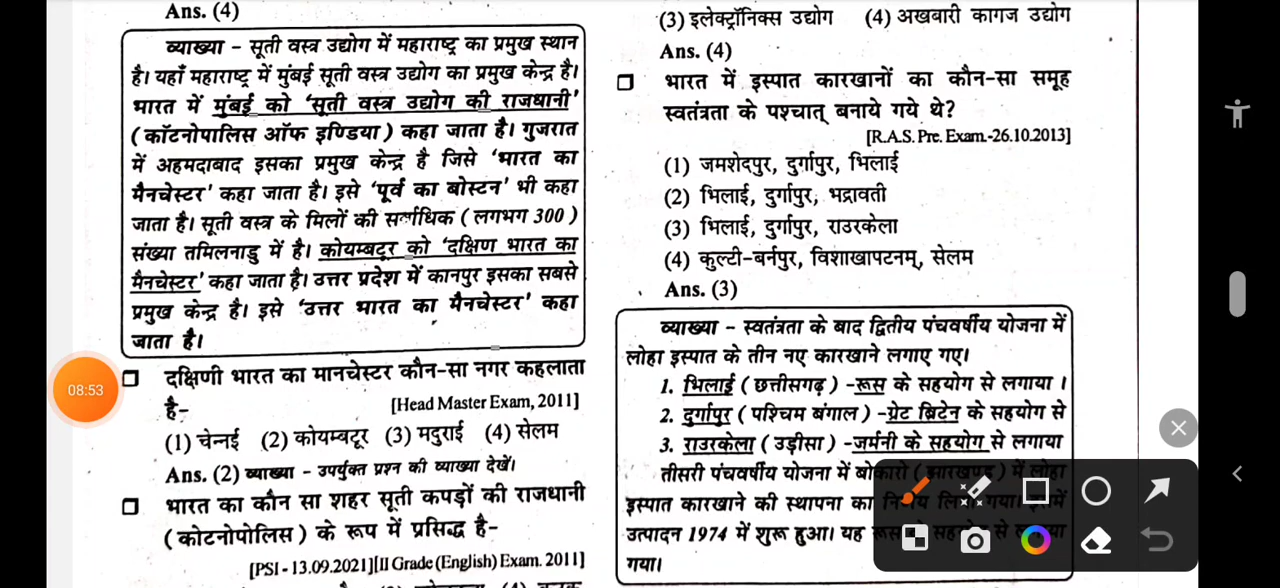 Ans. (4)
व्याख्या – सूती वस्त्र उद्योग में महाराष्ट्र का प्रमुख स्थान
है। यहाँ महाराष्ट्र में मुंबई सूती वस्त्र उद्योग का प्रमुख केन्द्र है।
भारत में मुंबई को 'सूती वस्त्र उद्योग की राजधानी'
(कॉटनोपालिस ऑफ इण्डिया) कहा जाता है। गुजरात
में अहमदाबाद इसका प्रमुख केन्द्र है जिसे 'भारत का
मैनचेस्टर' कहा जाता है। इसे 'पूर्व का बोस्टन' भी कहा
जाता है। सूती वस्त्र के मिलों की सर्वाधिक (लगभग 300)
संख्या तमिलनाडु में है। कोयम्बटूर को 'दक्षिण भारत का
मैनचेस्टर' कहा जाता है। उत्तर प्रदेश में कानपुर इसका सबसे
प्रमुख केन्द्र है। इसे 'उत्तर भारत का मैनचेस्टर' कहा
जाता है।
दक्षिणी भारत का मानचेस्टर कौन-सा नगर कहलाता
है–
[Head Master Exam, 2011]
(1) चेन्नई (2) कोयम्बटूर (3) मदुराई (4) सेलम
Ans. (2) व्याख्या – उपर्युक्त प्रश्न की व्याख्या देखें।
भारत का कौन सा शहर सूती कपड़ों की राजधानी
(कोटनोपोलिस) के रूप में प्रसिद्ध है–
[PSI - 13.09.2021][II Grade (English) Exam. 2011]
(3) इलेक्ट्रॉनिक्स उद्योग (4) अखबारी कागज उद्योग
Ans. (4)
भारत में इस्पात कारखानों का कौन-सा समूह
स्वतंत्रता के पश्चात् बनाये गये थे?
[R.A.S. Pre. Exam.-26.10.2013]
(1) जमशेदपुर, दुर्गापुर, भिलाई
(2) भिलाई, दुर्गापुर, भद्रावती
(3) भिलाई, दुर्गापुर, राउरकेला
(4) कुल्टी-बर्नपुर, विशाखापटनम्, सेलम
Ans. (3)
व्याख्या – स्वतंत्रता के बाद द्वितीय पंचवर्षीय योजना में
लोहा इस्पात के तीन नए कारखाने लगाए गए।
1. भिलाई (छत्तीसगढ़) –रूस के सहयोग से लगाया ।
2. दुर्गापुर (पश्चिम बंगाल) –ग्रेट ब्रिटेन के सहयोग से
3. राउरकेला (उड़ीसा) –जर्मनी के सहयोग से लगाया
तीसरी पंचवर्षीय योजना में बोकारो (झारखण्ड) में लोहा
इस्पात कारखाने की स्थापना का निर्णय लिया गया। इसमें
उत्पादन 1974 में शुरू हुआ। यह रूस के सहयोग से लगाया
गया।
08:53